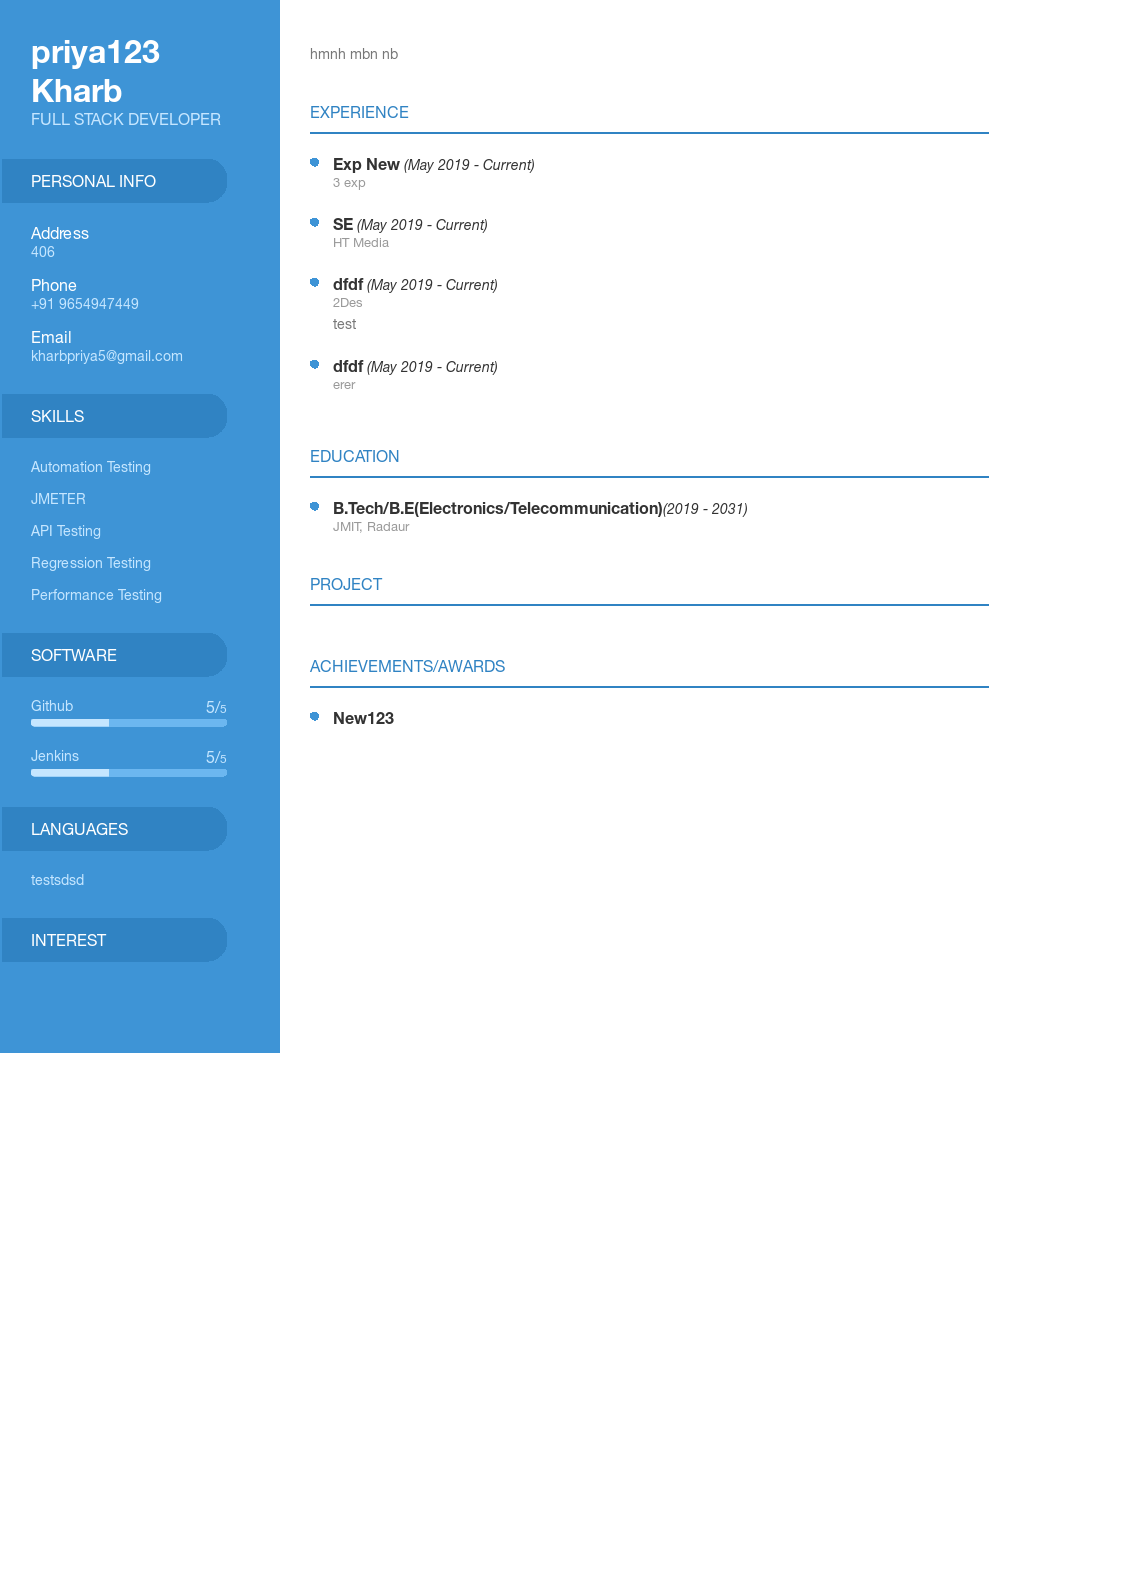 priya123
Kharb
FULL STACK DEVELOPER
PERSONAL INFO
Address
406
Phone
+91 9654947449
Email
kharbpriya5@gmail.com
SKILLS
Automation Testing
JMETER
API Testing
Regression Testing
Performance Testing
SOFTWARE
Github 5/5
Jenkins 5/5
LANGUAGES
testsdsd
INTEREST
hmnh mbn nb
EXPERIENCE
Exp New (May 2019 - Current)
3 exp
SE (May 2019 - Current)
HT Media
dfdf (May 2019 - Current)
2Des
test
dfdf (May 2019 - Current)
erer
EDUCATION
B.Tech/B.E(Electronics/Telecommunication)(2019 - 2031)
JMIT, Radaur
PROJECT
ACHIEVEMENTS/AWARDS
New123